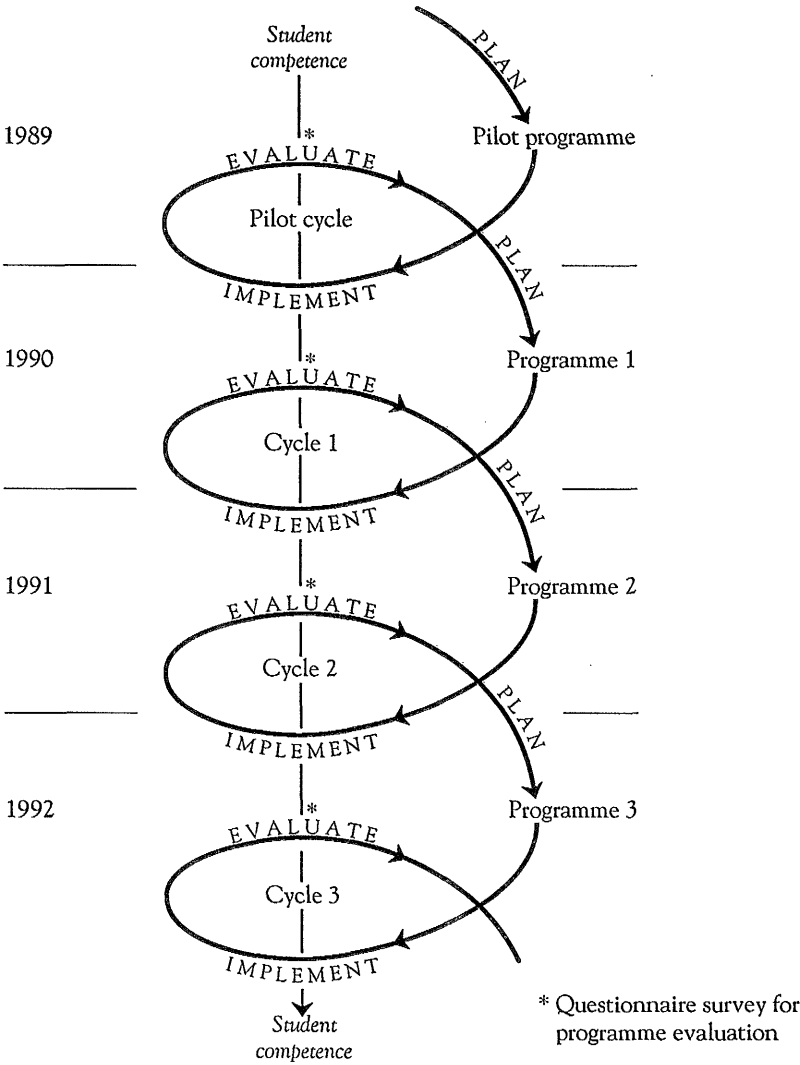 Student
competence
PLAN
1989
Pilot programme
*
EVALUATE
Pilot cycle
PLAN
IMPLEMENT
1990
Programme 1
*
EVALUATE
Cycle 1
PLAN
IMPLEMENT
1991
Programme 2
*
EVALUATE
Cycle 2
PLAN
IMPLEMENT
1992
Programme 3
*
EVALUATE
Cycle 3
IMPLEMENT
Student
competence
* Questionnaire survey for
programme evaluation